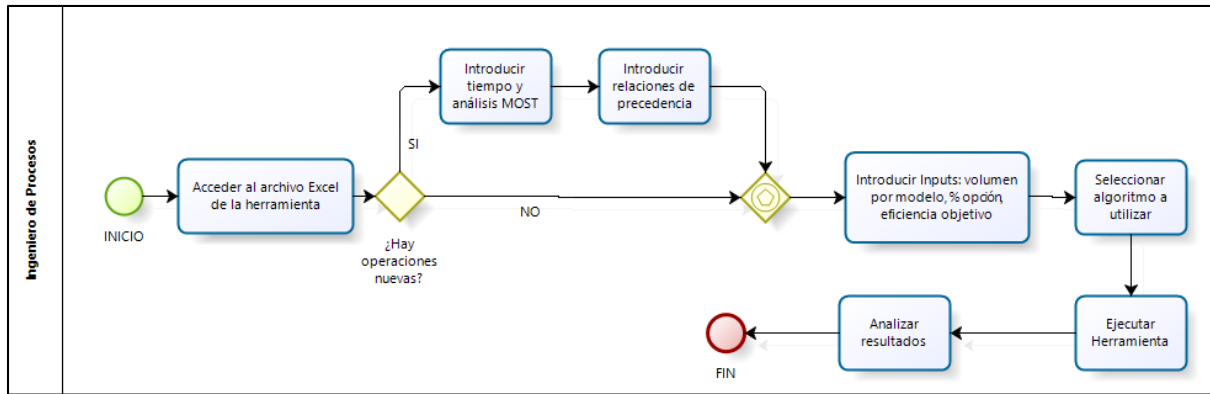 Ingeniero de Procesos
INICIO
Acceder al archivo Excel
de la herramienta
¿Hay
operaciones
nuevas?
SI
Introducir
tiempo y
análisis MOST
Introducir
relaciones de
precedencia
NO
Introducir Inputs: volumen
por modelo, % opción,
eficiencia objetivo
Seleccionar
algoritmo a
utilizar
Ejecutar
Herramienta
Analizar
resultados
FIN